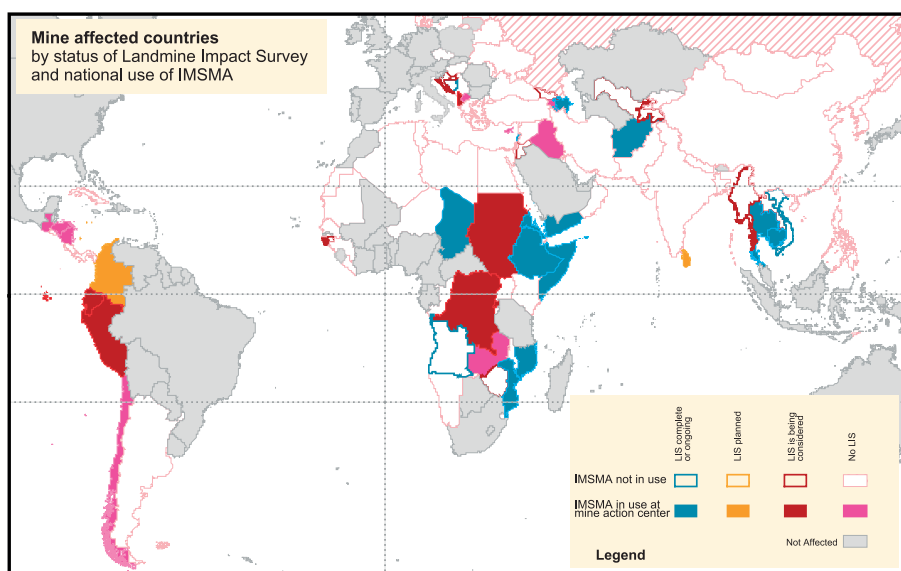 Mine affected countries
by status of Landmine Impact Survey
and national use of IMSMA
LIS complete
or ongoing
LIS planned
LIS is being
considered
No LIS
IMSMA not in use
IMSMA in use at
mine action center
Not Affected
Legend